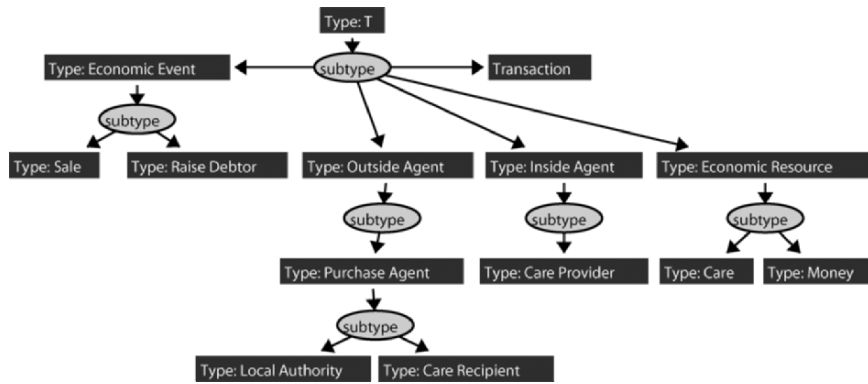 Type: T
Type: Economic Event
subtype
Transaction
subtype
Type: Sale
Type: Raise Debtor
Type: Outside Agent
Type: Inside Agent
Type: Economic Resource
subtype
subtype
subtype
Type: Purchase Agent
Type: Care Provider
Type: Care
Type: Money
subtype
Type: Local Authority
Type: Care Recipient